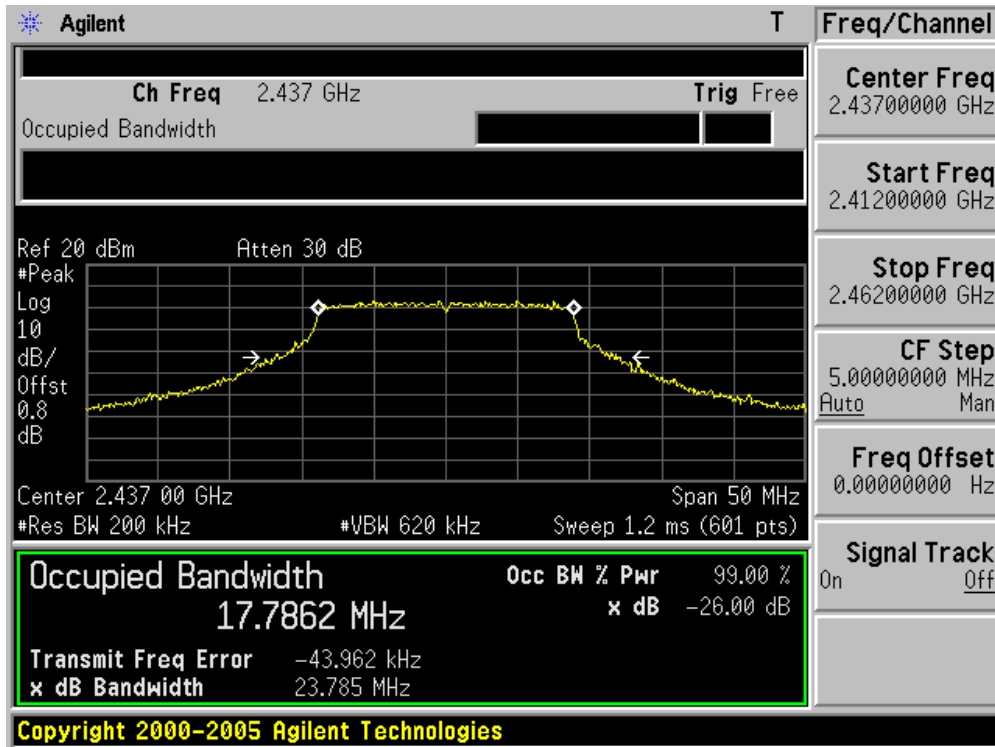 Agilent T Freq/Channel
Ch Freq 2.437 GHz Trig Free
Occupied Bandwidth
Center Freq
2.43700000 GHz
Start Freq
2.41200000 GHz
Stop Freq
2.46200000 GHz
CF Step
5.00000000 MHz
Auto Man
Freq Offset
0.00000000 Hz
Signal Track
On Off
Ref 20 dBm Atten 30 dB
#Peak
Log
10
dB/
Offst
0.8
dB
Center 2.437 00 GHz Span 50 MHz
#Res BW 200 kHz #VBW 620 kHz Sweep 1.2 ms (601 pts)
Occupied Bandwidth Occ BW % Pwr 99.00 %
17.7862 MHz x dB -26.00 dB
Transmit Freq Error -43.962 kHz
x dB Bandwidth 23.785 MHz
Copyright 2000-2005 Agilent Technologies